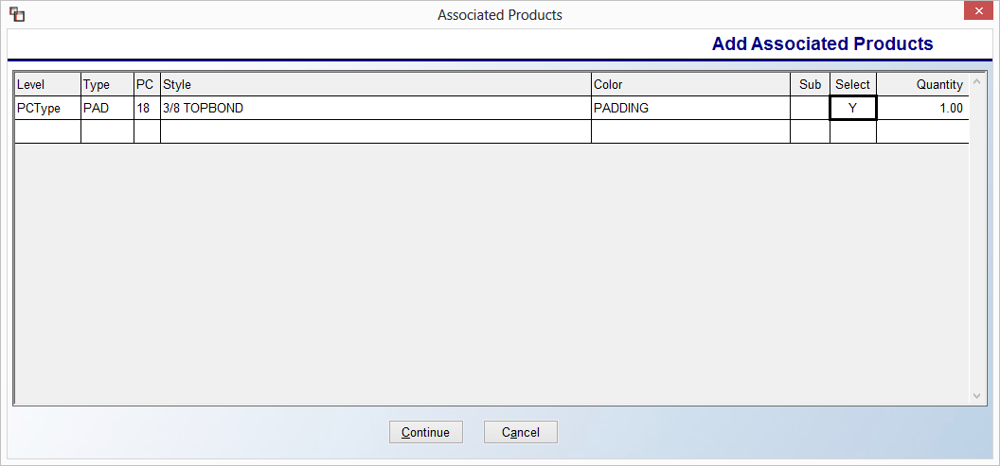 Associated Products
Add Associated Products
Level Type PC Style Color Sub Select Quantity
PCType PAD 18 3/8 TOPBOND PADDING Y 1.00
Continue Cancel